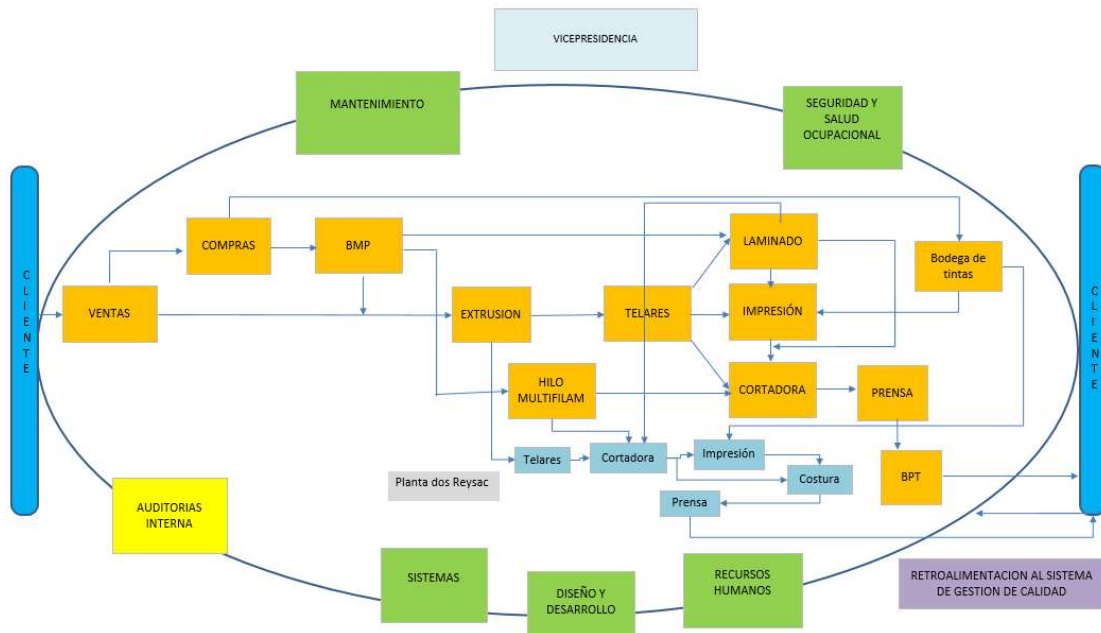 VICEPRESIDENCIA
MANTENIMIENTO
SEGURIDAD Y
SALUD
OCUPACIONAL
CLIENTE
COMPRAS
BMP
LAMINADO
Bodega de
tintas
CLIENTE
VENTAS
EXTRUSION
TELARES
IMPRESIÓN
HILO
MULTIFILAM
CORTADORA
PRENSA
Telares
Cortadora
Impresión
Costura
BPT
Planta dos Reysac
Prensa
AUDITORIAS
INTERNA
SISTEMAS
DISEÑO Y
DESARROLLO
RECURSOS
HUMANOS
RETROALIMENTACION AL SISTEMA
DE GESTION DE CALIDAD